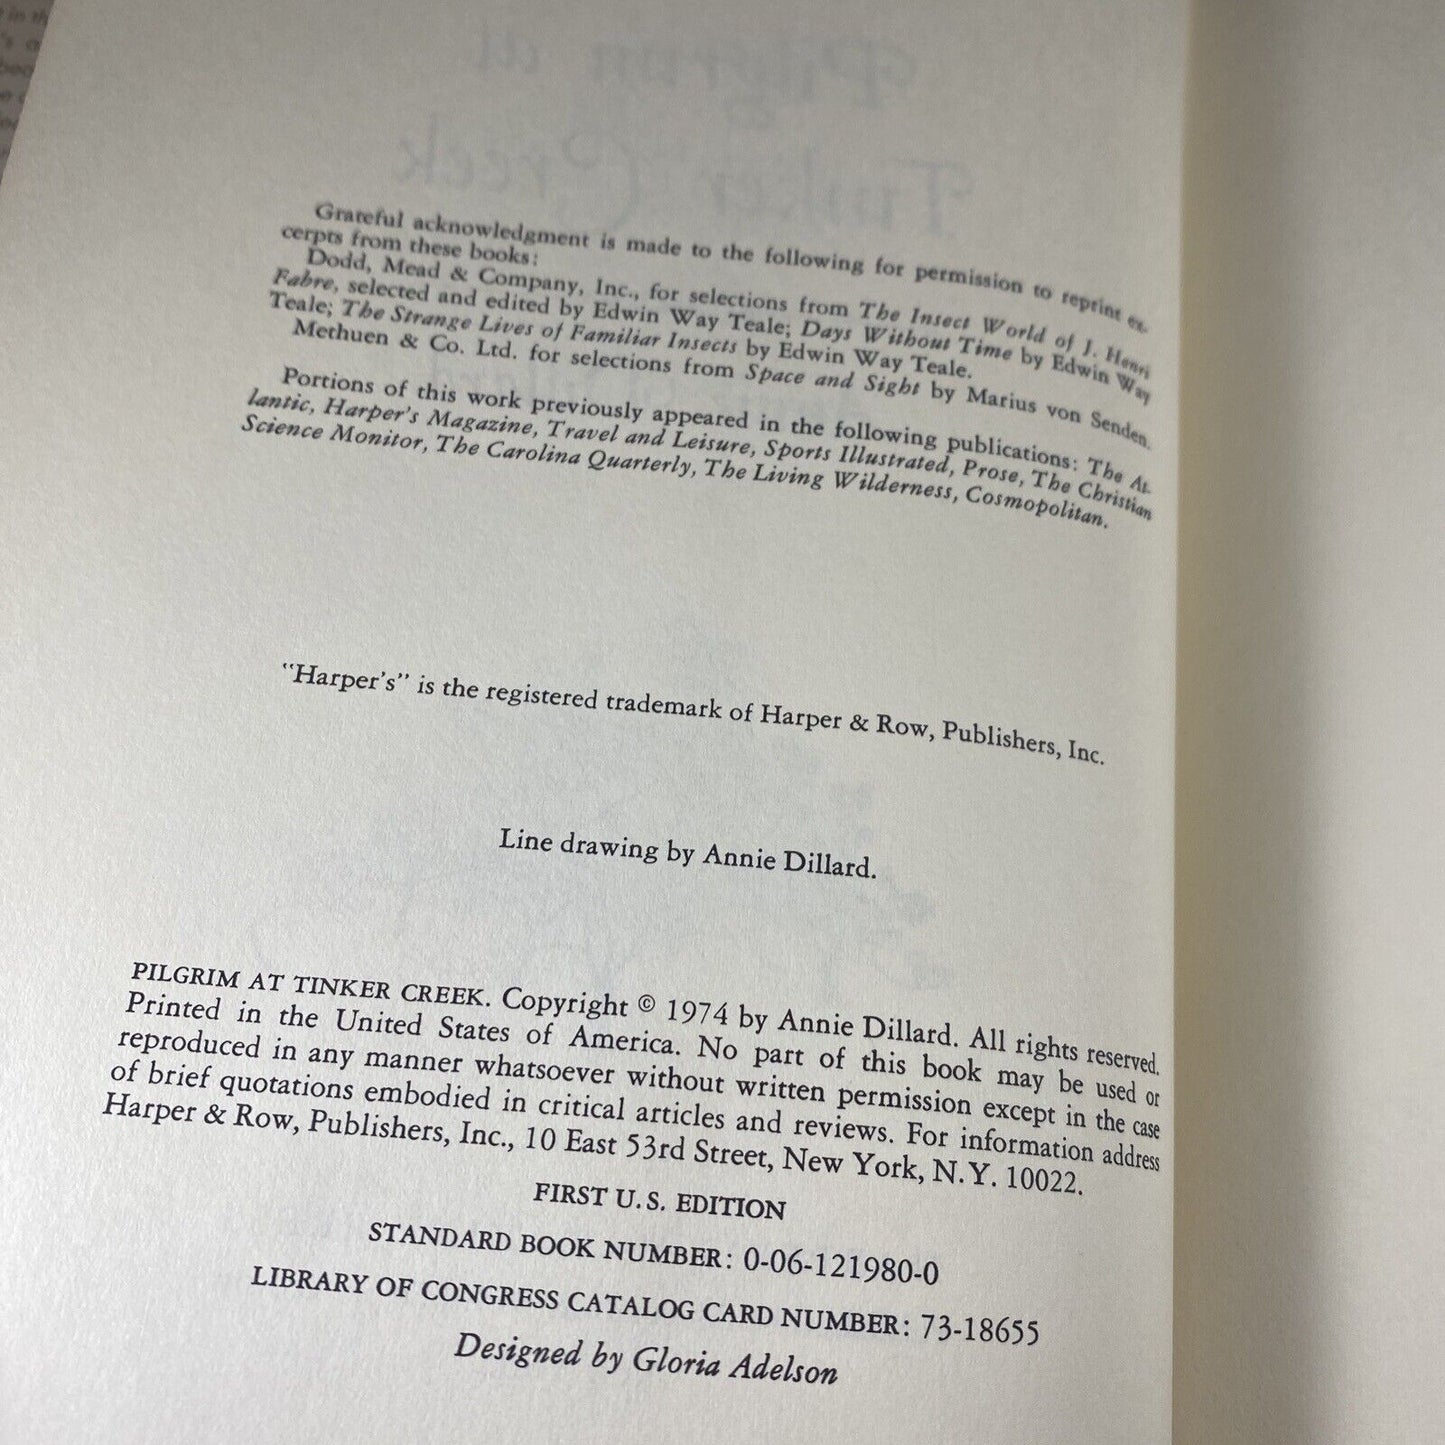 Grateful acknowledgment is made to the following for permission to reprint ex-
cerpts from these books:
Dodd, Mead & Company, Inc., for selections from The Insect World of J. Henri
Fabre, selected and edited by Edwin Way Teale; Days Without Time by Edwin Way
Teale; The Strange Lives of Familiar Insects by Edwin Way Teale.
Methuen & Co. Ltd. for selections from Space and Sight by Marius von Senden.
Portions of this work previously appeared in the following publications: The At-
lantic, Harper's Magazine, Travel and Leisure, Sports Illustrated, Prose, The Christian
Science Monitor, The Carolina Quarterly, The Living Wilderness, Cosmopolitan.
"Harper's" is the registered trademark of Harper & Row, Publishers, Inc.
Line drawing by Annie Dillard.
PILGRIM AT TINKER CREEK. Copyright © 1974 by Annie Dillard. All rights reserved.
Printed in the United States of America. No part of this book may be used or
reproduced in any manner whatsoever without written permission except in the case
of brief quotations embodied in critical articles and reviews. For information address
Harper & Row, Publishers, Inc., 10 East 53rd Street, New York, N.Y. 10022.
FIRST U.S. EDITION
STANDARD BOOK NUMBER: 0-06-121980-0
LIBRARY OF CONGRESS CATALOG CARD NUMBER: 73-18655
Designed by Gloria Adelson